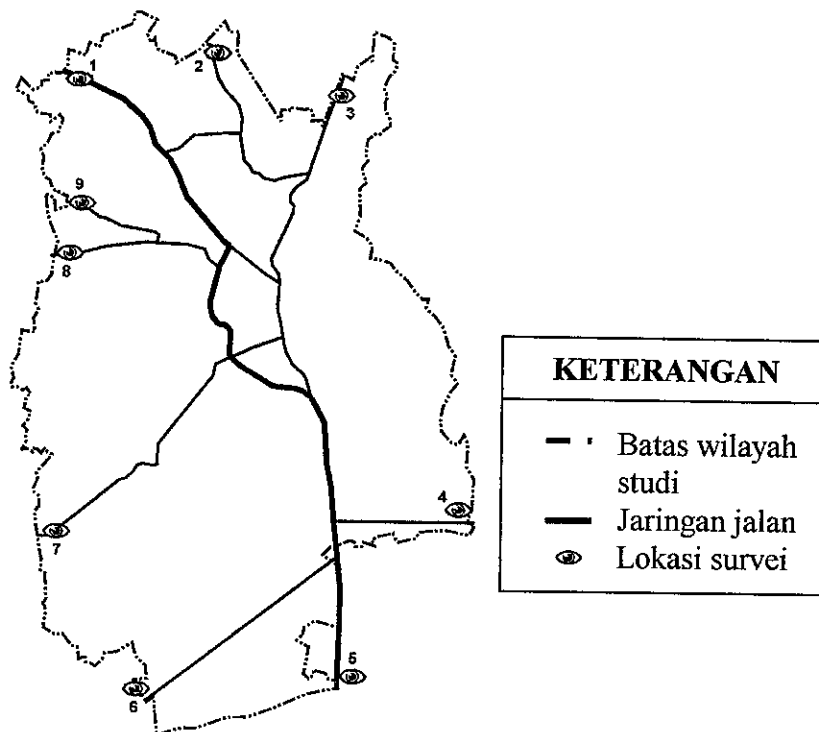 1
2
3
9
8
4
7
5
6
KETERANGAN
Batas wilayah
studi
Jaringan jalan
Lokasi survei